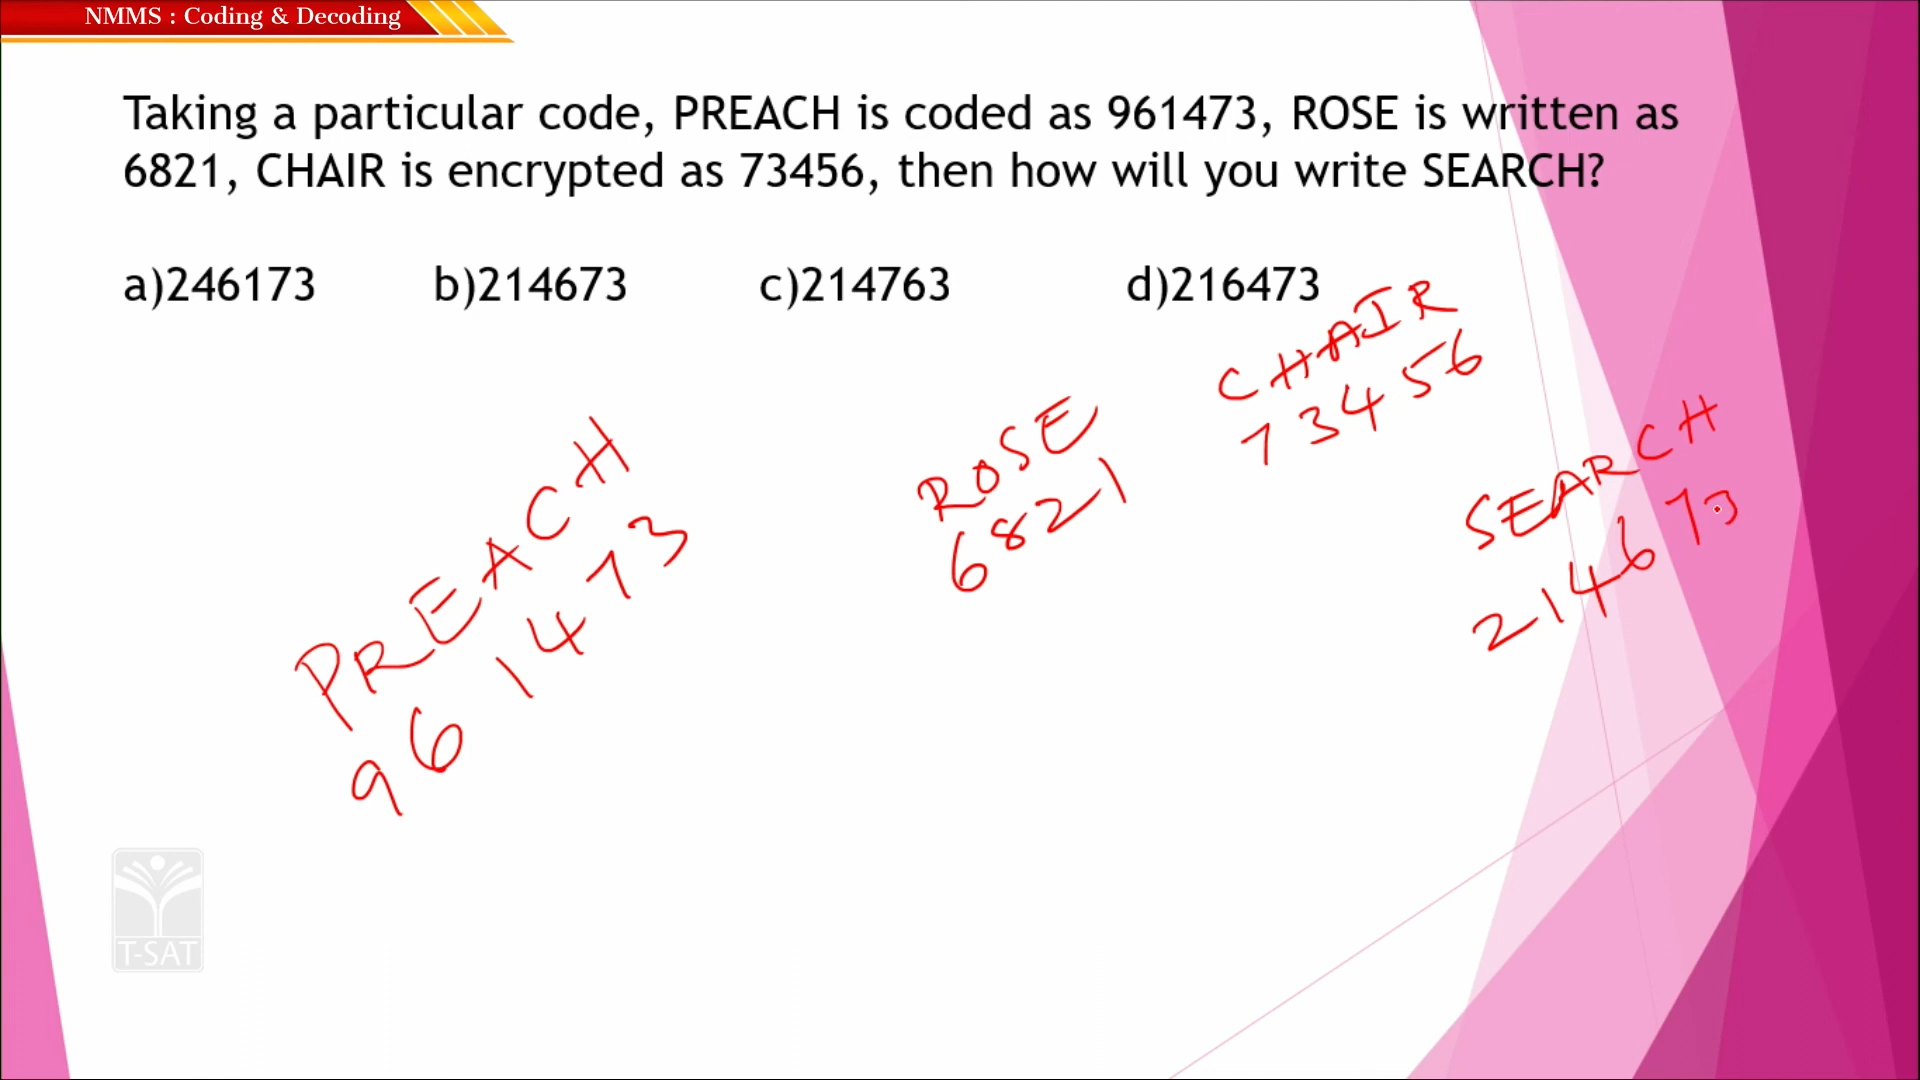 NMMS : Coding & Decoding
Taking a particular code, PREACH is coded as 961473, ROSE is written as
6821, CHAIR is encrypted as 73456, then how will you write SEARCH?
a)246173 b)214673 c)214763 d)216473
CHAIR
73456
ROSE
6821
SEARCH
214673
PREACH
961473
T-SAT